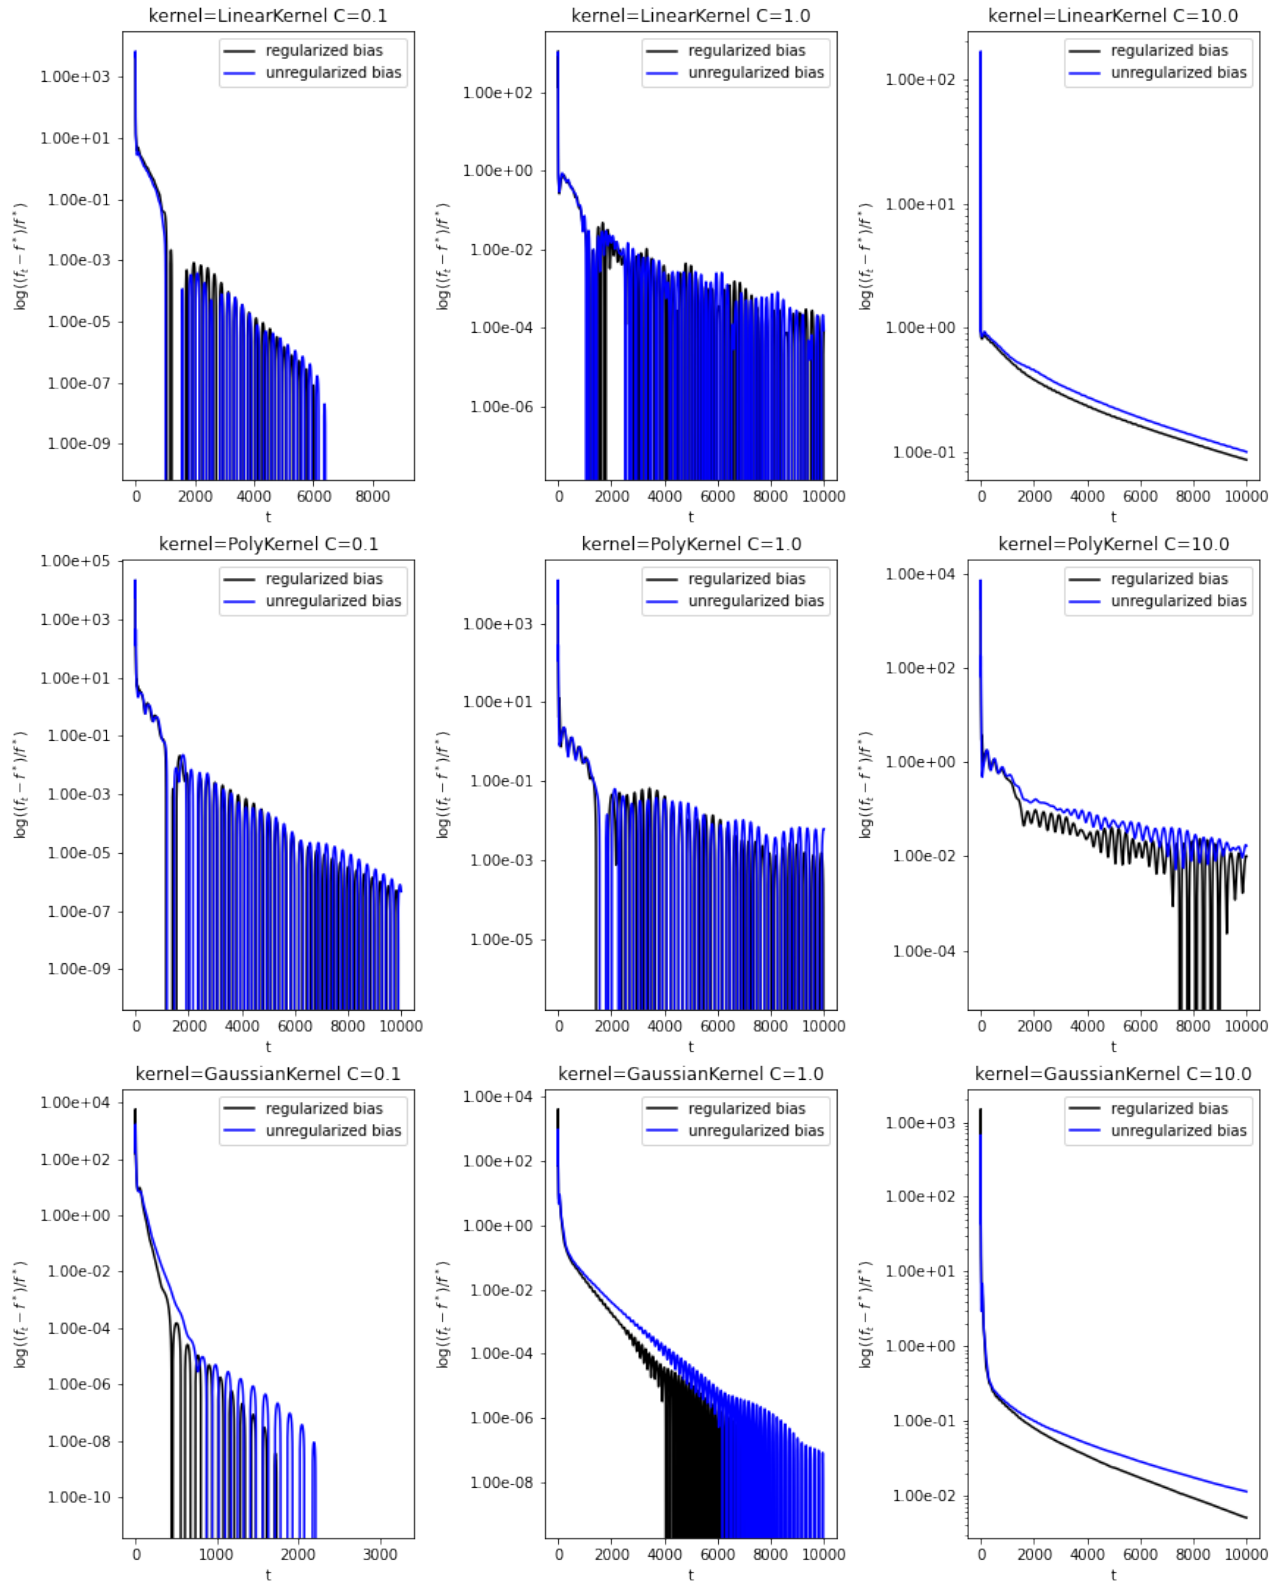 kernel=LinearKernel C=0.1
regularized bias
unregularized bias
1.00e+03
1.00e+01
1.00e-01
1.00e-03
1.00e-05
1.00e-07
1.00e-09
log((f_t − f*)/f*)
0 2000 4000 6000 8000
t
kernel=LinearKernel C=1.0
regularized bias
unregularized bias
1.00e+02
1.00e+00
1.00e-02
1.00e-04
1.00e-06
log((f_t − f*)/f*)
0 2000 4000 6000 8000 10000
t
kernel=LinearKernel C=10.0
regularized bias
unregularized bias
1.00e+02
1.00e+01
1.00e+00
1.00e-01
log((f_t − f*)/f*)
0 2000 4000 6000 8000 10000
t
kernel=PolyKernel C=0.1
regularized bias
unregularized bias
1.00e+05
1.00e+03
1.00e+01
1.00e-01
1.00e-03
1.00e-05
1.00e-07
1.00e-09
log((f_t − f*)/f*)
0 2000 4000 6000 8000 10000
t
kernel=PolyKernel C=1.0
regularized bias
unregularized bias
1.00e+03
1.00e+01
1.00e-01
1.00e-03
1.00e-05
log((f_t − f*)/f*)
0 2000 4000 6000 8000 10000
t
kernel=PolyKernel C=10.0
regularized bias
unregularized bias
1.00e+04
1.00e+02
1.00e+00
1.00e-02
1.00e-04
log((f_t − f*)/f*)
0 2000 4000 6000 8000 10000
t
kernel=GaussianKernel C=0.1
regularized bias
unregularized bias
1.00e+04
1.00e+02
1.00e+00
1.00e-02
1.00e-04
1.00e-06
1.00e-08
1.00e-10
log((f_t − f*)/f*)
0 1000 2000 3000
t
kernel=GaussianKernel C=1.0
regularized bias
unregularized bias
1.00e+04
1.00e+02
1.00e+00
1.00e-02
1.00e-04
1.00e-06
1.00e-08
log((f_t − f*)/f*)
0 2000 4000 6000 8000 10000
t
kernel=GaussianKernel C=10.0
regularized bias
unregularized bias
1.00e+03
1.00e+02
1.00e+01
1.00e+00
1.00e-01
1.00e-02
log((f_t − f*)/f*)
0 2000 4000 6000 8000 10000
t